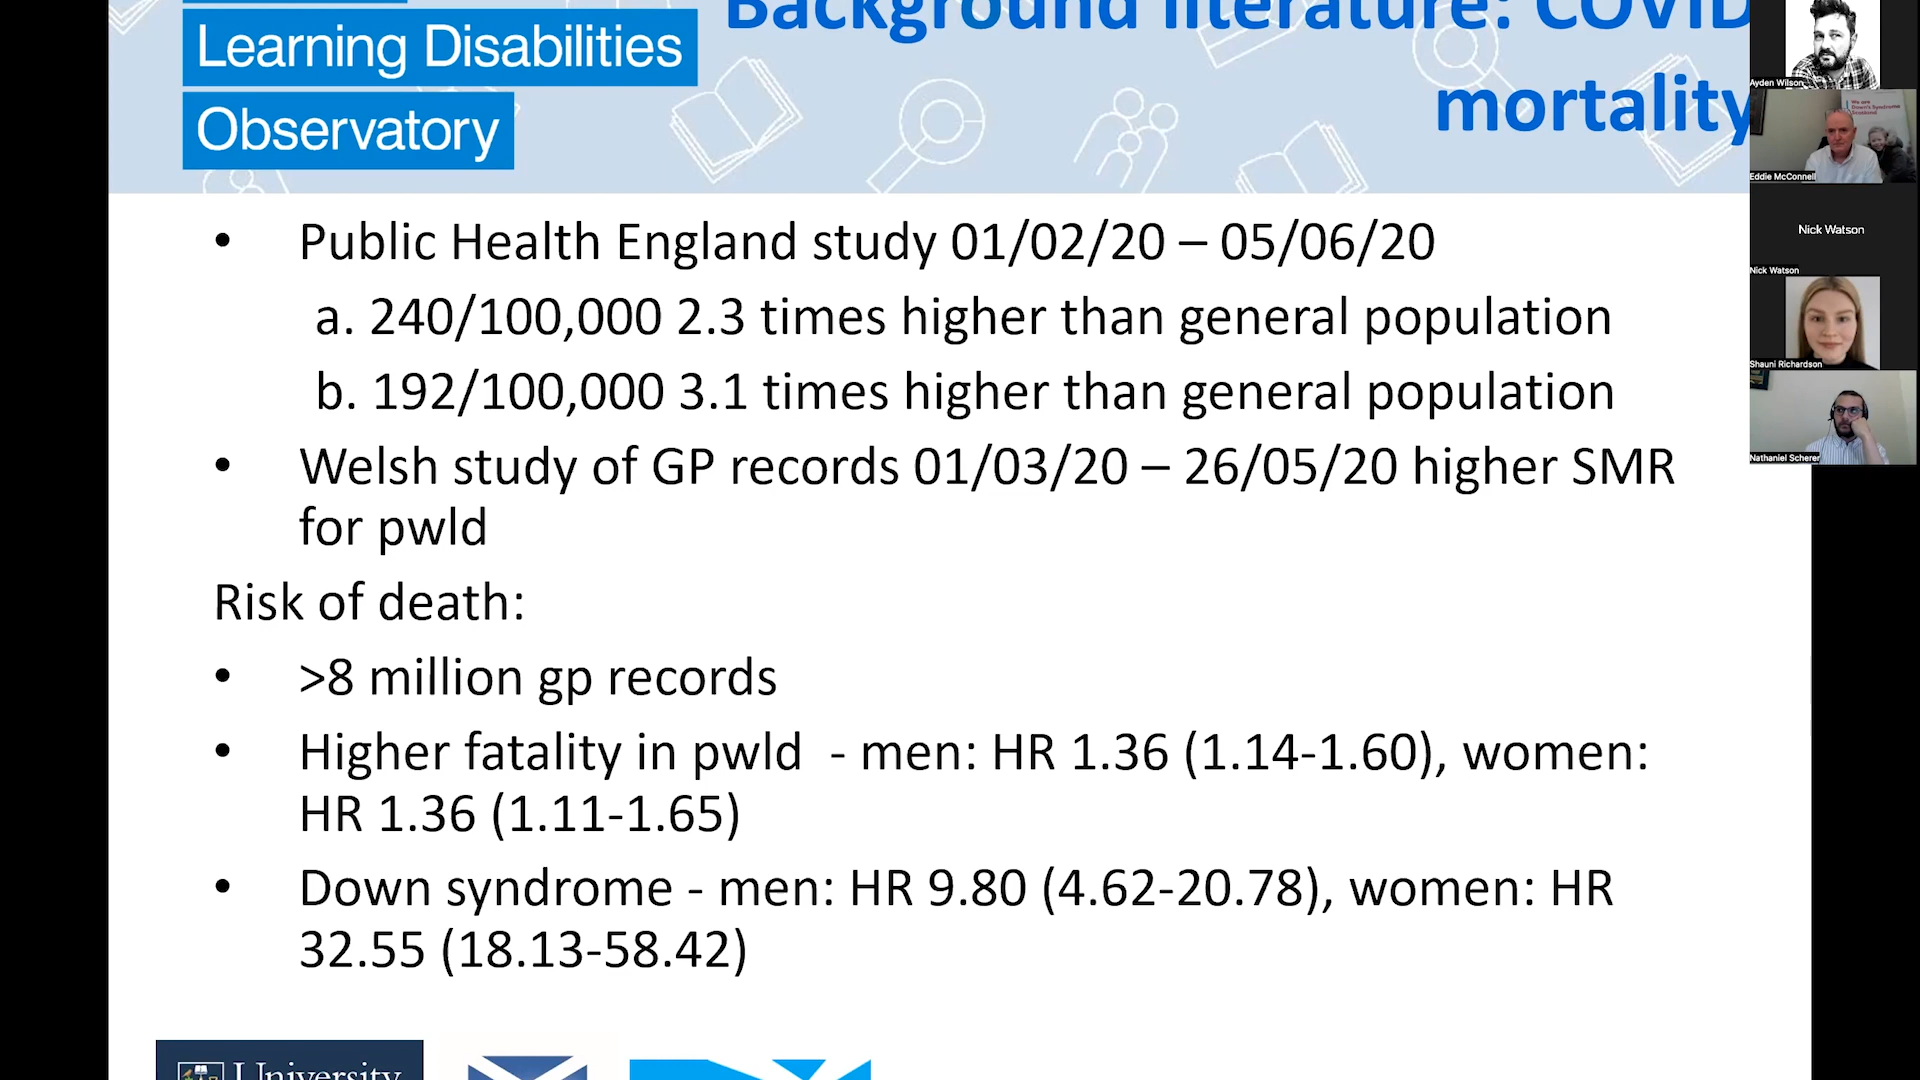 Background literature: COVID
mortality
Learning Disabilities
Observatory
• Public Health England study 01/02/20 – 05/06/20
a. 240/100,000 2.3 times higher than general population
b. 192/100,000 3.1 times higher than general population
• Welsh study of GP records 01/03/20 – 26/05/20 higher SMR
for pwld
Risk of death:
• >8 million gp records
• Higher fatality in pwld - men: HR 1.36 (1.14-1.60), women:
HR 1.36 (1.11-1.65)
• Down syndrome - men: HR 9.80 (4.62-20.78), women: HR
32.55 (18.13-58.42)
University
Ayden Wilson
We are
Down's Syndrome
Scotland
Eddie McConnell
Nick Watson
Nick Watson
Shauni Richardson
Nathaniel Scherer